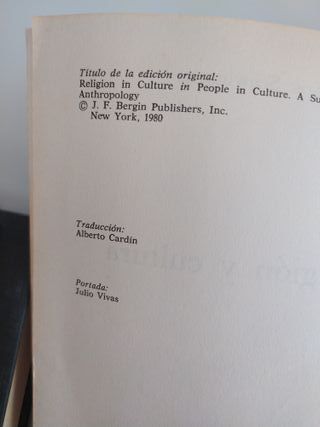 Título de la edición original:
Religion in Culture in People in Culture. A Su
Anthropology
© J. F. Bergin Publishers, Inc.
New York, 1980
Traducción:
Alberto Cardín
Portada:
Julio Vivas